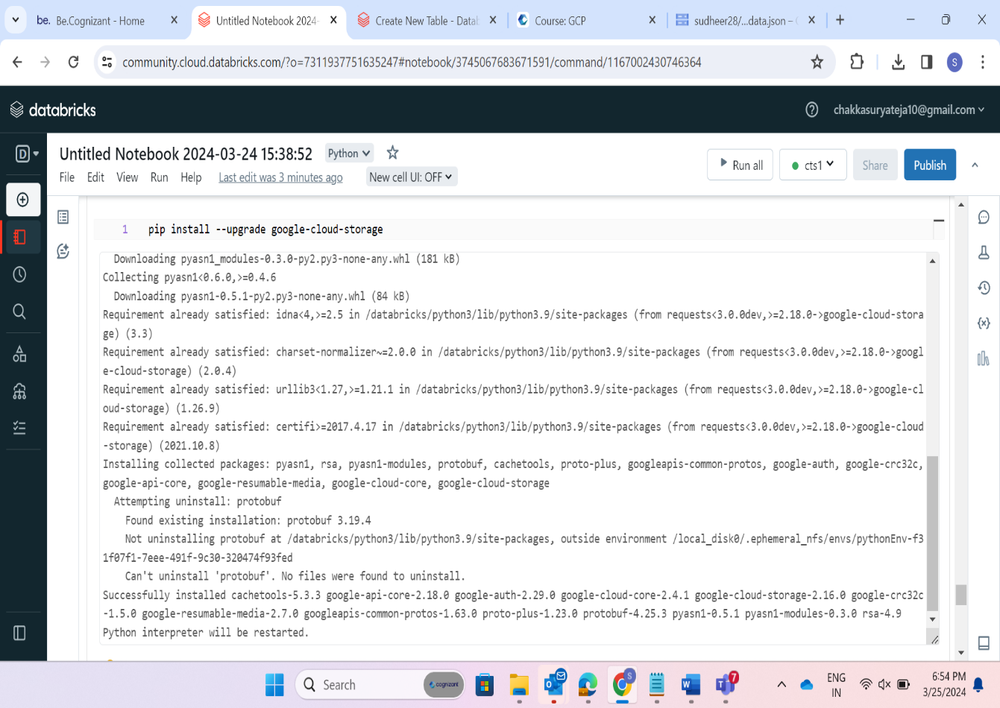 be. Be.Cognizant - Home
Untitled Notebook 2024-
Create New Table - Datab
Course: GCP
sudheer28/...data.json –
community.cloud.databricks.com/?o=7311937751635247#notebook/3745067683671591/command/1167002430746364
S
databricks
chakkasuryateja10@gmail.com
D
Untitled Notebook 2024-03-24 15:38:52
Python
File Edit View Run Help Last edit was 3 minutes ago
New cell UI: OFF
Run all
cts1
Share
Publish
1 pip install --upgrade google-cloud-storage
Downloading pyasn1_modules-0.3.0-py2.py3-none-any.whl (181 kB)
Collecting pyasn1<0.6.0,>=0.4.6
Downloading pyasn1-0.5.1-py2.py3-none-any.whl (84 kB)
Requirement already satisfied: idna<4,>=2.5 in /databricks/python3/lib/python3.9/site-packages (from requests<3.0.0dev,>=2.18.0->google-cloud-stora
ge) (3.3)
Requirement already satisfied: charset-normalizer~=2.0.0 in /databricks/python3/lib/python3.9/site-packages (from requests<3.0.0dev,>=2.18.0->googl
e-cloud-storage) (2.0.4)
Requirement already satisfied: urllib3<1.27,>=1.21.1 in /databricks/python3/lib/python3.9/site-packages (from requests<3.0.0dev,>=2.18.0->google-cl
oud-storage) (1.26.9)
Requirement already satisfied: certifi>=2017.4.17 in /databricks/python3/lib/python3.9/site-packages (from requests<3.0.0dev,>=2.18.0->google-cloud
-storage) (2021.10.8)
Installing collected packages: pyasn1, rsa, pyasn1-modules, protobuf, cachetools, proto-plus, googleapis-common-protos, google-auth, google-crc32c,
google-api-core, google-resumable-media, google-cloud-core, google-cloud-storage
Attempting uninstall: protobuf
Found existing installation: protobuf 3.19.4
Not uninstalling protobuf at /databricks/python3/lib/python3.9/site-packages, outside environment /local_disk0/.ephemeral_nfs/envs/pythonEnv-f3
1f07f1-7eee-491f-9c30-320474f93fed
Can't uninstall 'protobuf'. No files were found to uninstall.
Successfully installed cachetools-5.3.3 google-api-core-2.18.0 google-auth-2.29.0 google-cloud-core-2.4.1 google-cloud-storage-2.16.0 google-crc32c
-1.5.0 google-resumable-media-2.7.0 googleapis-common-protos-1.63.0 proto-plus-1.23.0 protobuf-4.25.3 pyasn1-0.5.1 pyasn1-modules-0.3.0 rsa-4.9
Python interpreter will be restarted.
Search
cognizant
S
7
ENG
IN
6:54 PM
3/25/2024